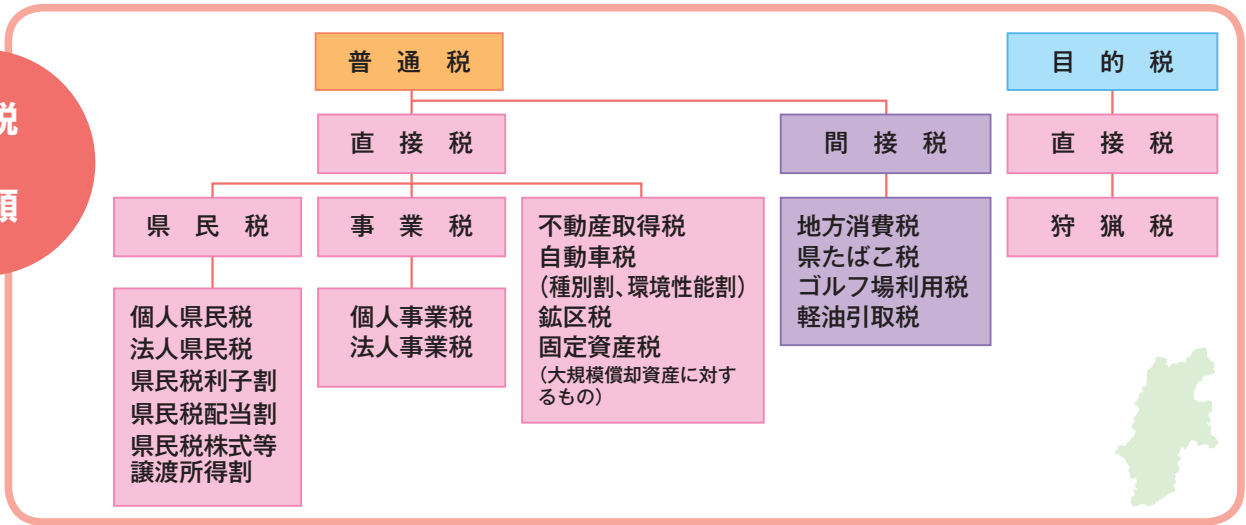 税
類
普通税
目的税
直接税
間接税
直接税
県民税
事業税
不動産取得税
自動車税
（種別割、環境性能割）
鉱区税
固定資産税
（大規模償却資産に対す
るもの）
地方消費税
県たばこ税
ゴルフ場利用税
軽油引取税
狩猟税
個人県民税
法人県民税
県民税利子割
県民税配当割
県民税株式等
譲渡所得割
個人事業税
法人事業税